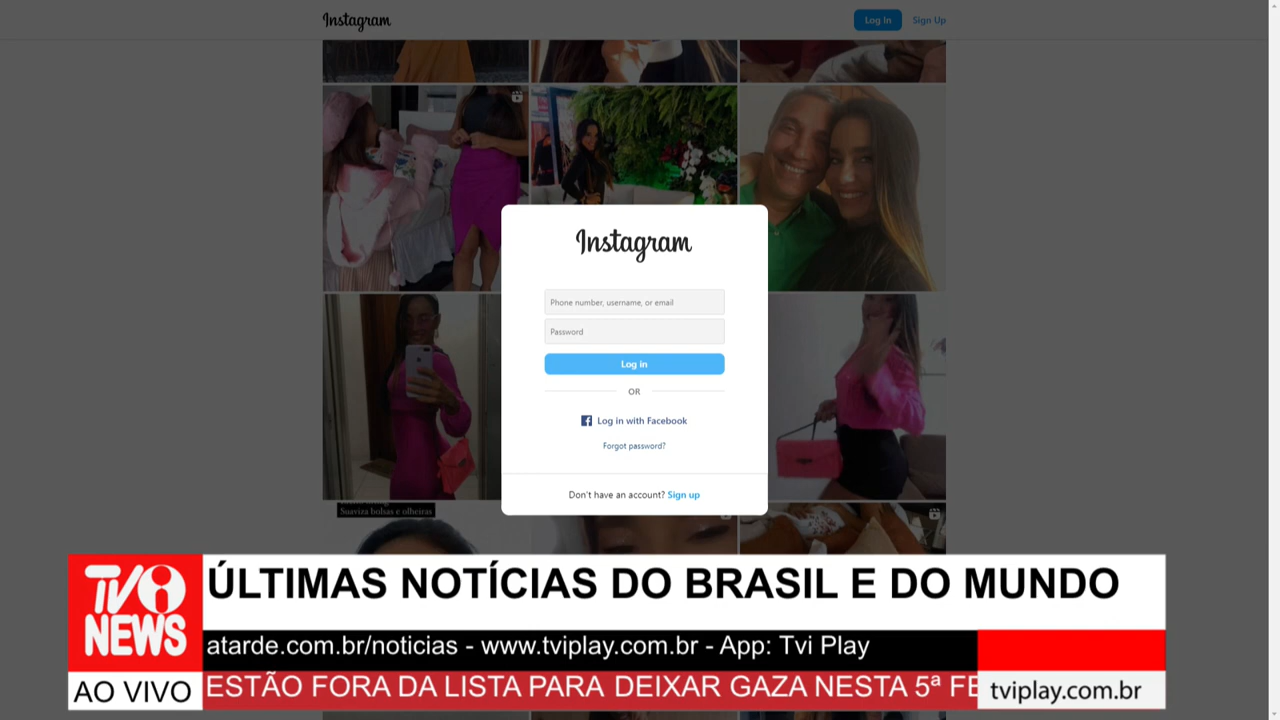 Instagram
Log In
Sign Up
Instagram
Phone number, username, or email
Password
Log in
OR
Log in with Facebook
Forgot password?
Don't have an account? Sign up
Suaviza bolsas e olheiras
TVi NEWS
ÚLTIMAS NOTÍCIAS DO BRASIL E DO MUNDO
atarde.com.br/noticias - www.tviplay.com.br - App: Tvi Play
AO VIVO
ESTÃO FORA DA LISTA PARA DEIXAR GAZA NESTA 5ª FE
tviplay.com.br